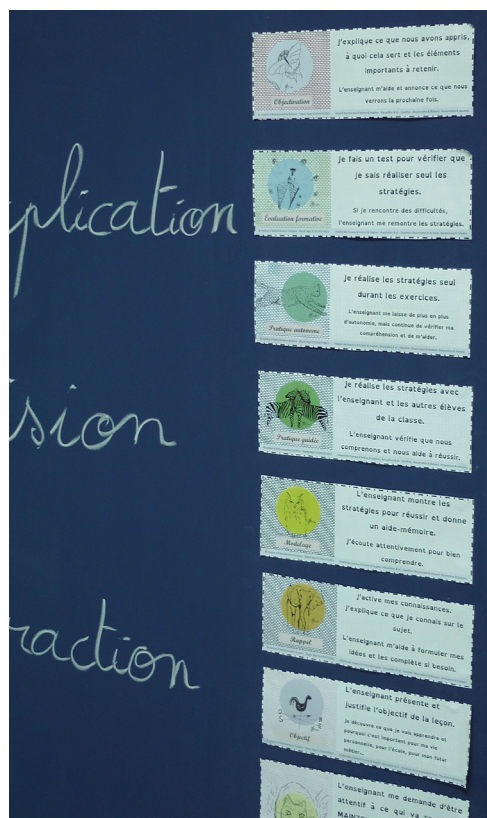 plication
ision
raction
J'explique ce que nous avons appris,
à quoi cela sert et les éléments
importants à retenir.
L'enseignant m'aide et annonce ce que nous
verrons la prochaine fois.
Objectivation
Je fais un test pour vérifier que
je sais réaliser seul les
stratégies.
Si je rencontre des difficultés,
l'enseignant me remontre les stratégies.
Évaluation formative
Je réalise les stratégies seul
durant les exercices.
L'enseignant me laisse de plus en plus
d'autonomie, mais continue de vérifier ma
compréhension et de m'aider.
Pratique autonome
Je réalise les stratégies avec
l'enseignant et les autres élèves
de la classe.
L'enseignant vérifie que nous
comprenons et nous aide à réussir.
Pratique guidée
L'enseignant montre les
stratégies pour réussir et donne
un aide-mémoire.
J'écoute attentivement pour bien
comprendre.
Modelage
J'active mes connaissances.
J'explique ce que je connais sur le
sujet.
L'enseignant m'aide à formuler mes
idées et les complète si besoin.
Rappel
L'enseignant présente et
justifie l'objectif de la leçon.
Je découvre ce que je vais apprendre et
pourquoi c'est important pour ma vie
personnelle, pour l'école, pour mon futur
métier...
Objectif
L'enseignant me demande d'être
attentif à ce qui va